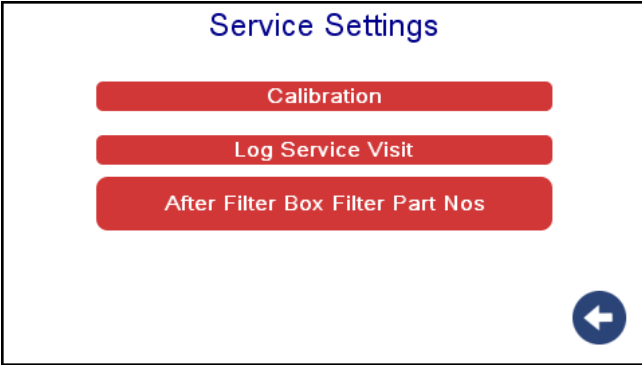 Service Settings
Calibration
Log Service Visit
After Filter Box Filter Part Nos